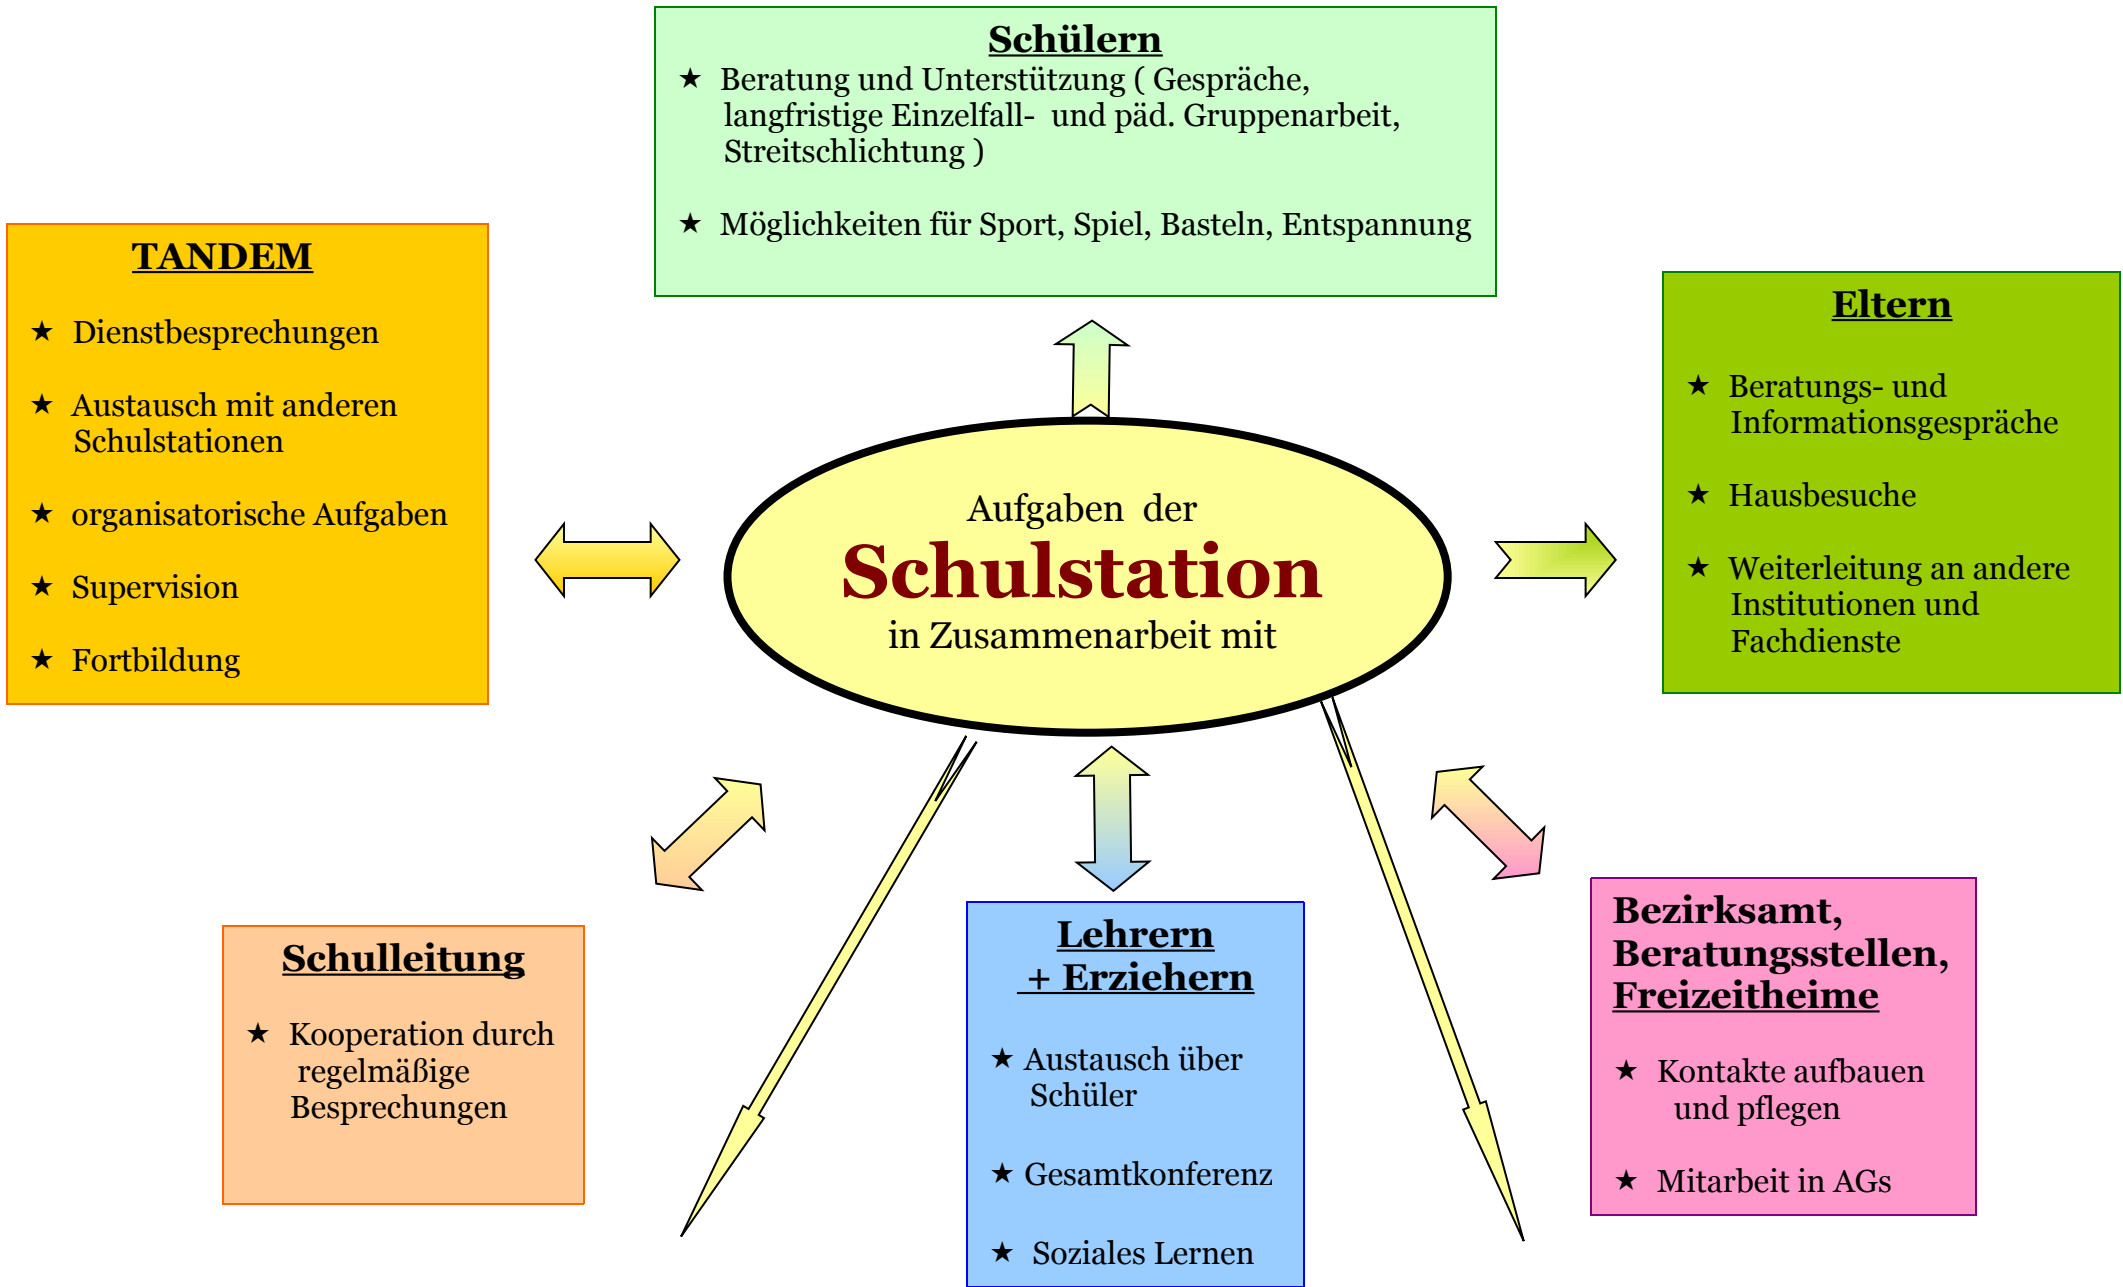 Schülern
★ Beratung und Unterstützung ( Gespräche,
langfristige Einzelfall- und päd. Gruppenarbeit,
Streitschlichtung )
★ Möglichkeiten für Sport, Spiel, Basteln, Entspannung
TANDEM
★ Dienstbesprechungen
★ Austausch mit anderen
Schulstationen
★ organisatorische Aufgaben
★ Supervision
★ Fortbildung
Eltern
★ Beratungs- und
Informationsgespräche
★ Hausbesuche
★ Weiterleitung an andere
Institutionen und
Fachdienste
Aufgaben der
Schulstation
in Zusammenarbeit mit
Schulleitung
★ Kooperation durch
regelmäßige
Besprechungen
Lehrern
+ Erziehern
★ Austausch über
Schüler
★ Gesamtkonferenz
★ Soziales Lernen
Bezirksamt,
Beratungsstellen,
Freizeitheime
★ Kontakte aufbauen
und pflegen
★ Mitarbeit in AGs